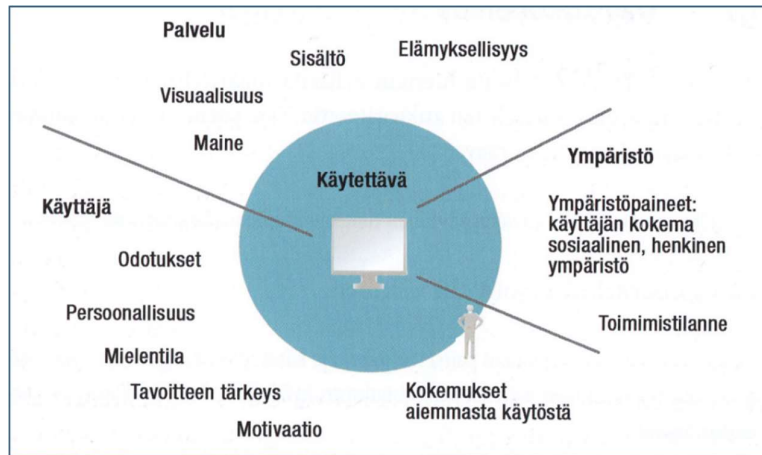 Palvelu
Sisältö
Elämyksellisyys
Visuaalisuus
Maine
Käytettävä
Ympäristö
Ympäristöpaineet:
käyttäjän kokema
sosiaalinen, henkinen
ympäristö
Toimimistilanne
Käyttäjä
Odotukset
Persoonallisuus
Mielentila
Tavoitteen tärkeys
Motivaatio
Kokemukset
aiemmasta käytöstä